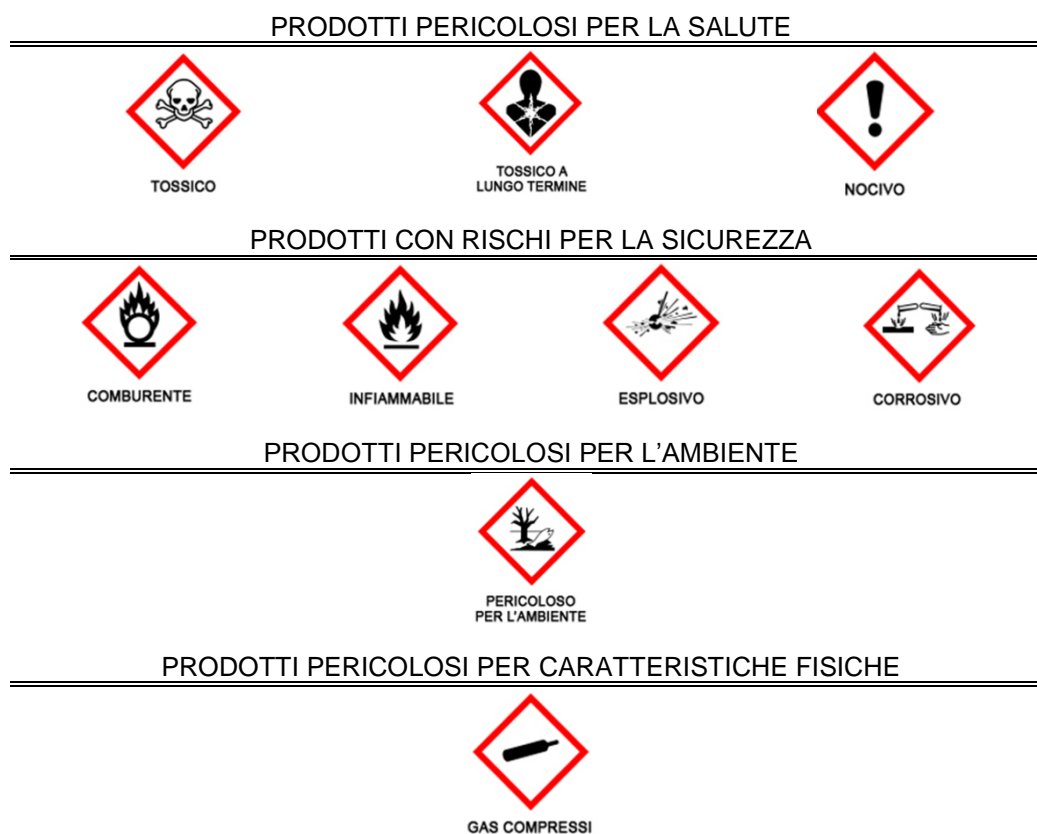 PRODOTTI PERICOLOSI PER LA SALUTE
TOSSICO
TOSSICO A
LUNGO TERMINE
NOCIVO
PRODOTTI CON RISCHI PER LA SICUREZZA
COMBURENTE
INFIAMMABILE
ESPLOSIVO
CORROSIVO
PRODOTTI PERICOLOSI PER L'AMBIENTE
PERICOLOSO
PER L'AMBIENTE
PRODOTTI PERICOLOSI PER CARATTERISTICHE FISICHE
GAS COMPRESSI